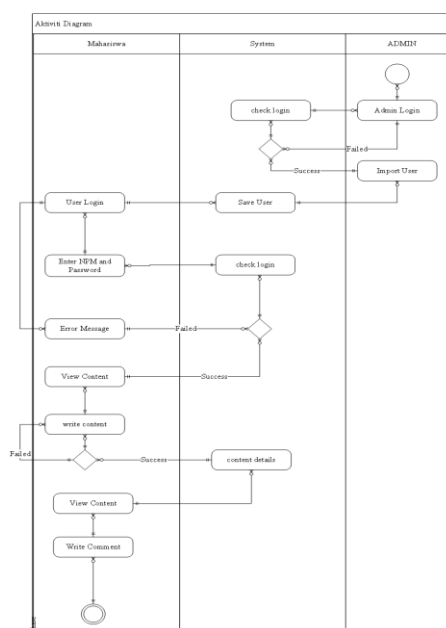 Aktiviti Diagram
Mahasiswa
System
ADMIN
check login
Admin Login
Failed
Success
Import User
User Login
Save User
Enter NPM and
Password
check login
Error Message
Failed
View Content
Success
write content
Failed
Success
content details
View Content
Write Comment